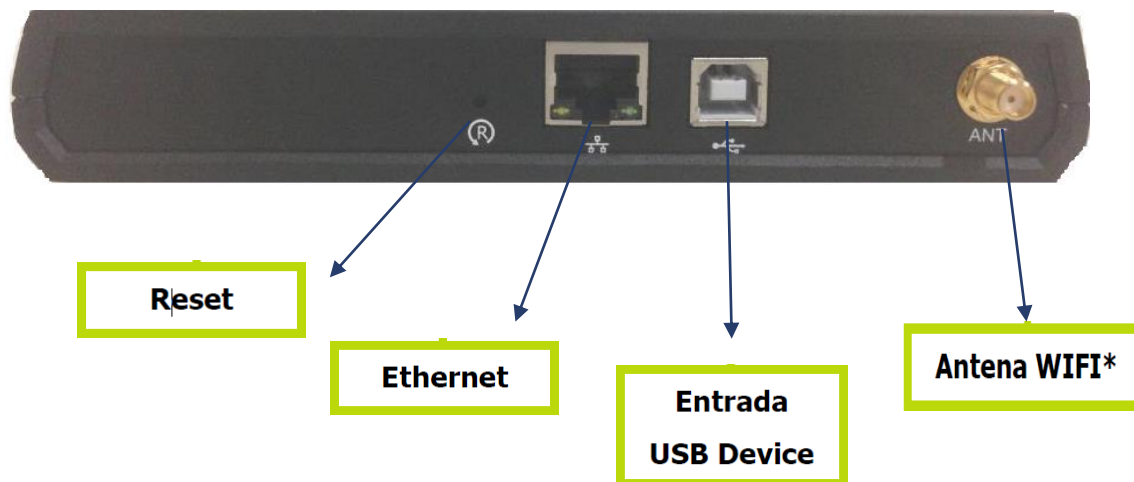 R
ANT
Reset
Ethernet
Entrada
USB Device
Antena WIFI*